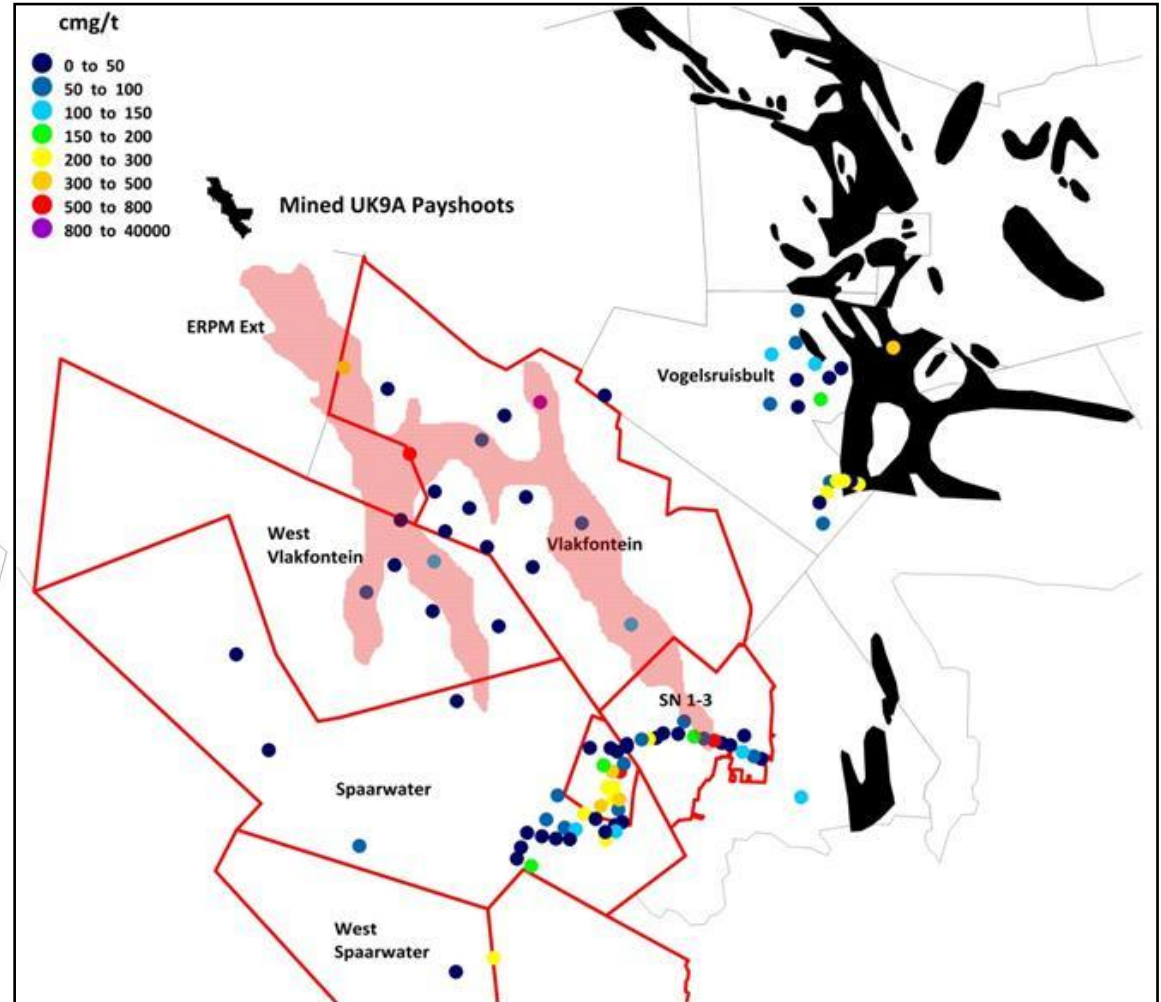 cmg/t
0 to 50
50 to 100
100 to 150
150 to 200
200 to 300
300 to 500
500 to 800
800 to 40000
Mined UK9A Payshoots
ERPM Ext
Vogelsruisbult
West
Vlakfontein
Vlakfontein
SN 1-3
Spaarwater
West
Spaarwater